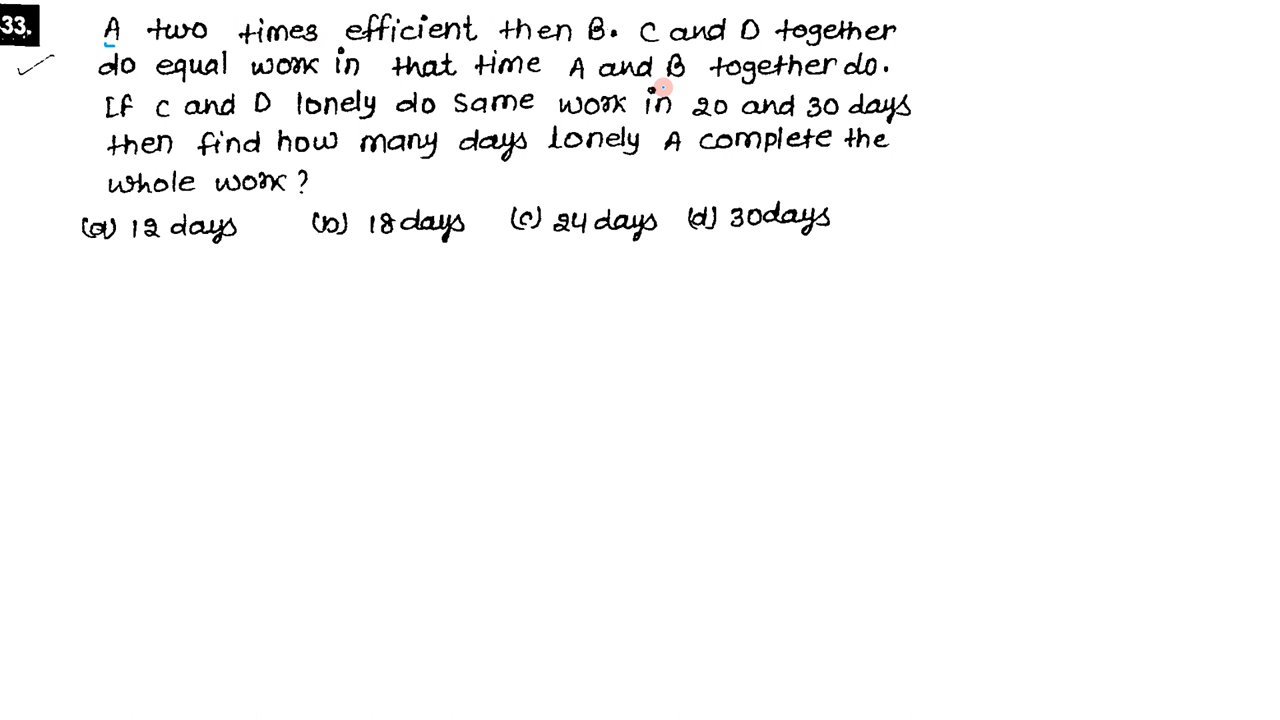 33. A two times efficient then B. C and D together
do equal work in that time A and B together do.
If C and D lonely do same work in 20 and 30 days
then find how many days lonely A complete the
whole work?
(a) 12 days (b) 18 days (c) 24 days (d) 30 days